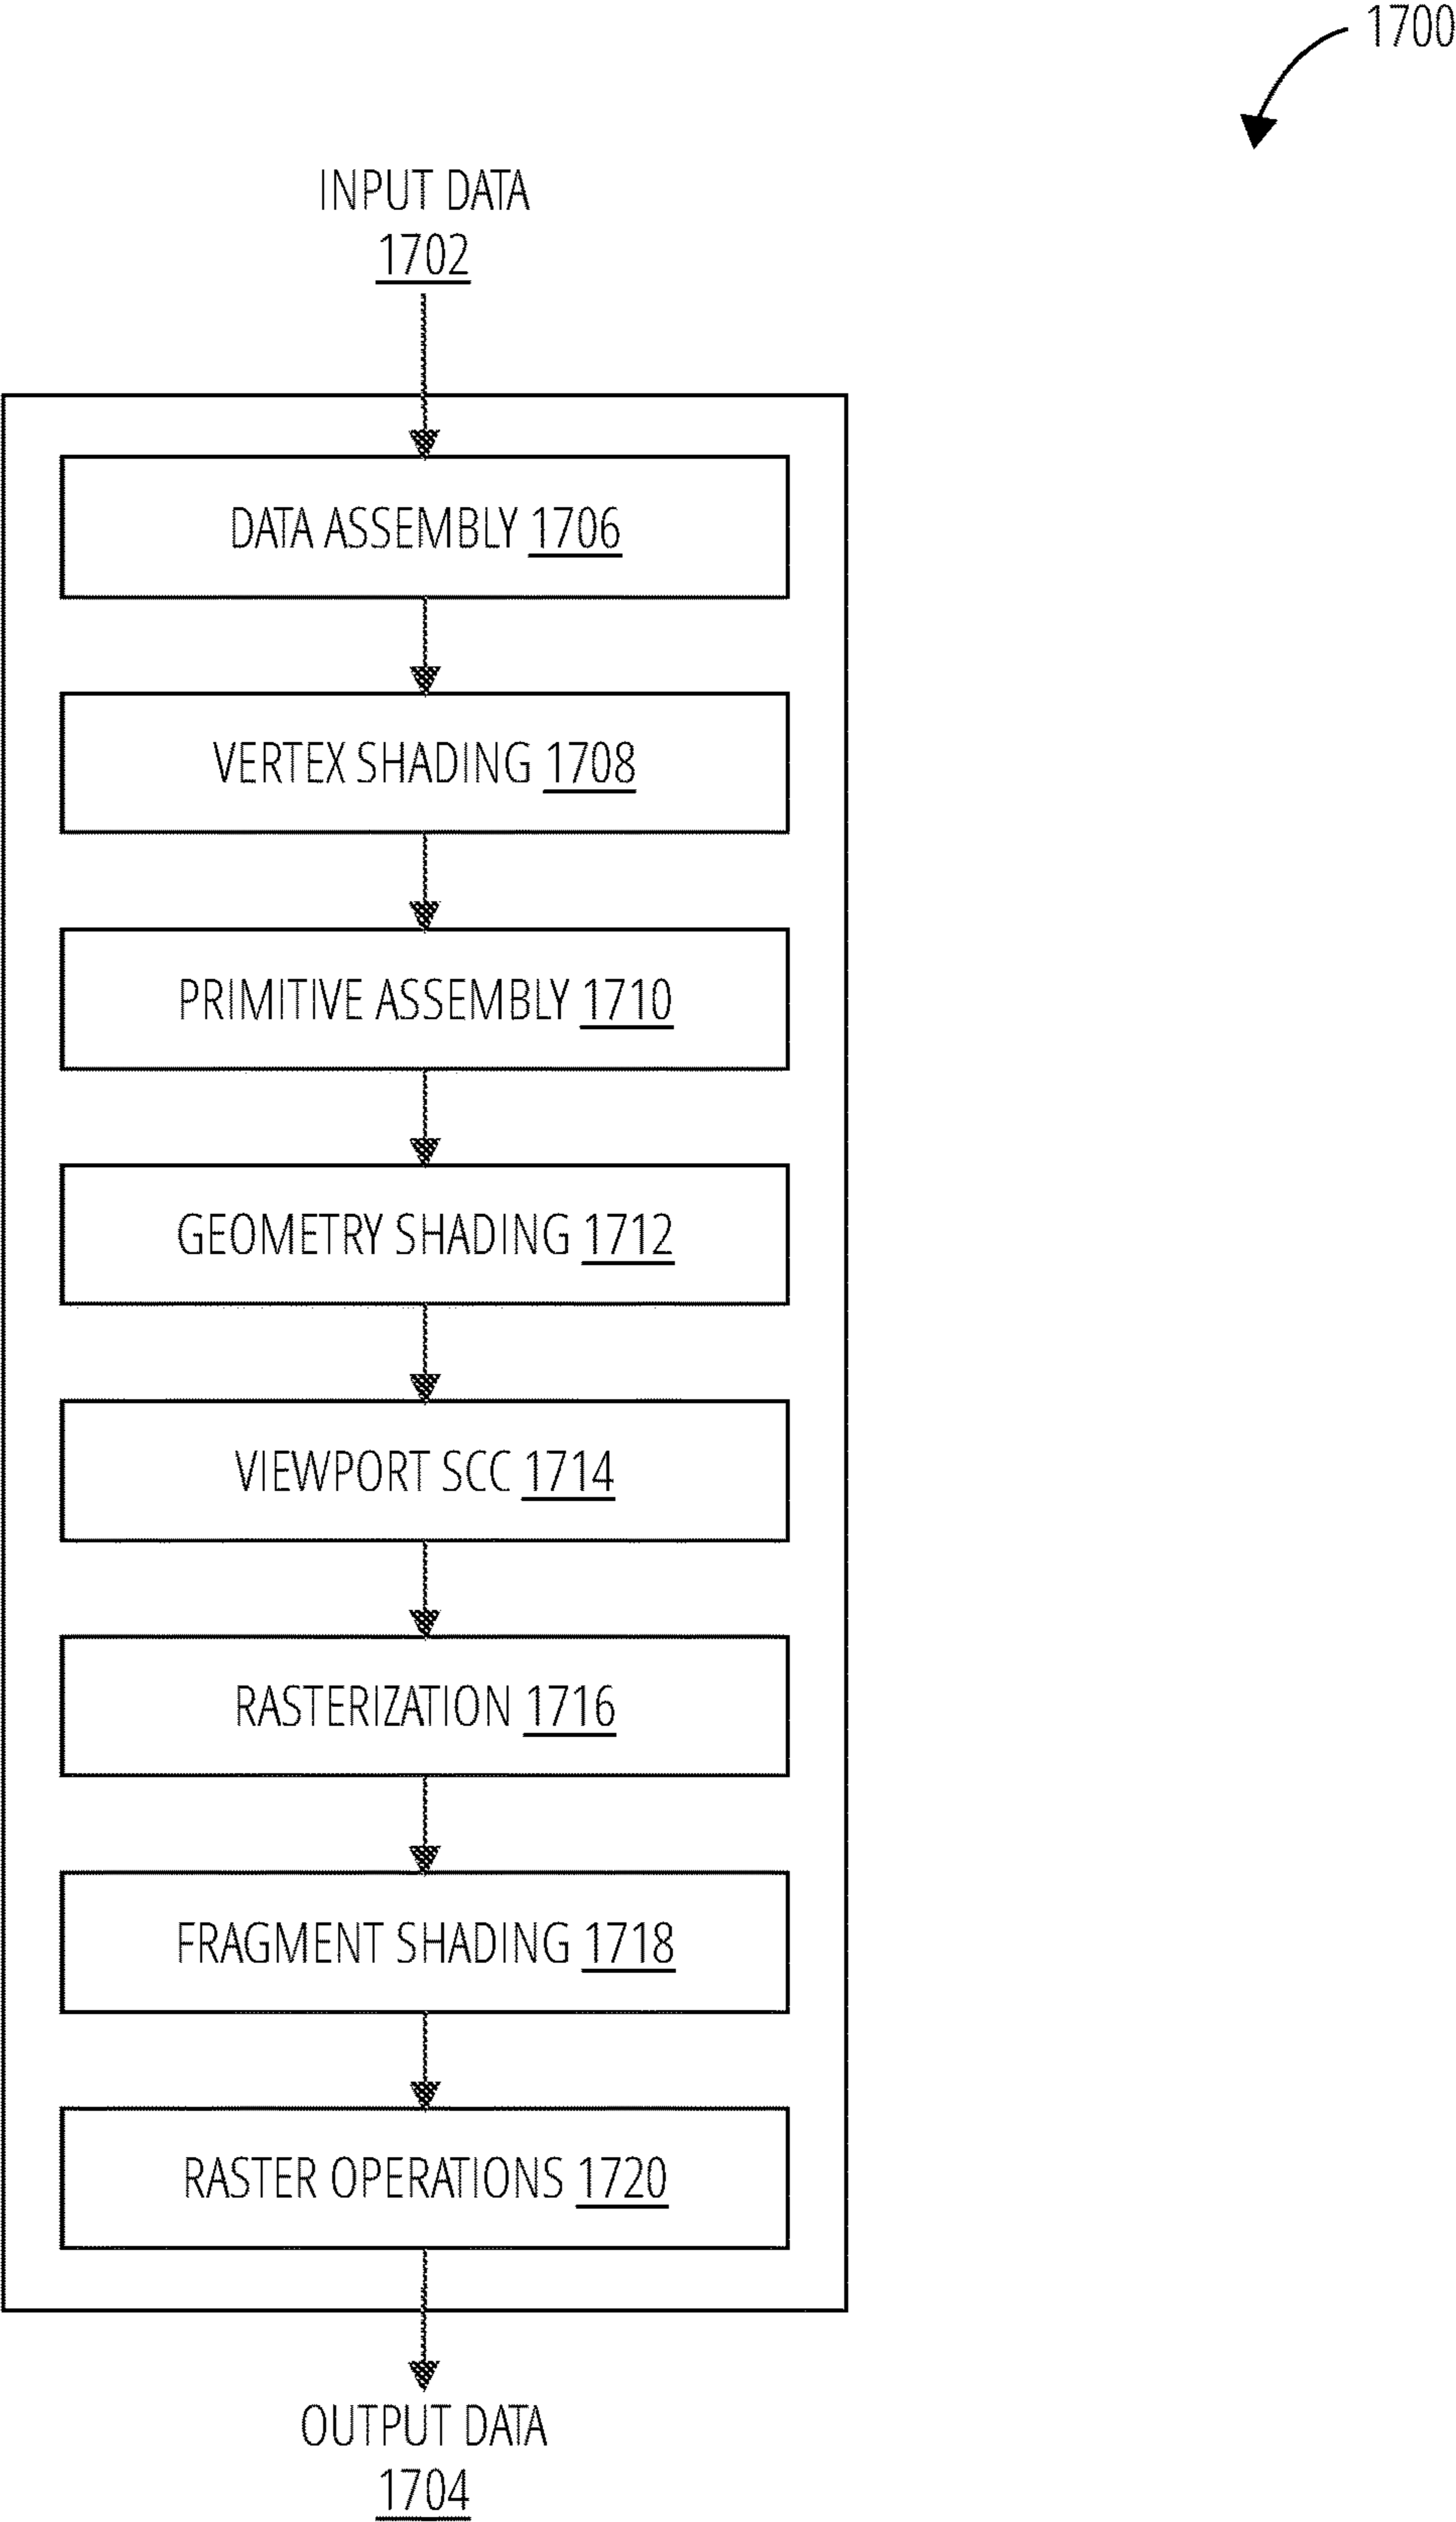 1700
INPUT DATA
1702
DATA ASSEMBLY 1706
VERTEX SHADING 1708
PRIMITIVE ASSEMBLY 1710
GEOMETRY SHADING 1712
VIEWPORT SCC 1714
RASTERIZATION 1716
FRAGMENT SHADING 1718
RASTER OPERATIONS 1720
OUTPUT DATA
1704